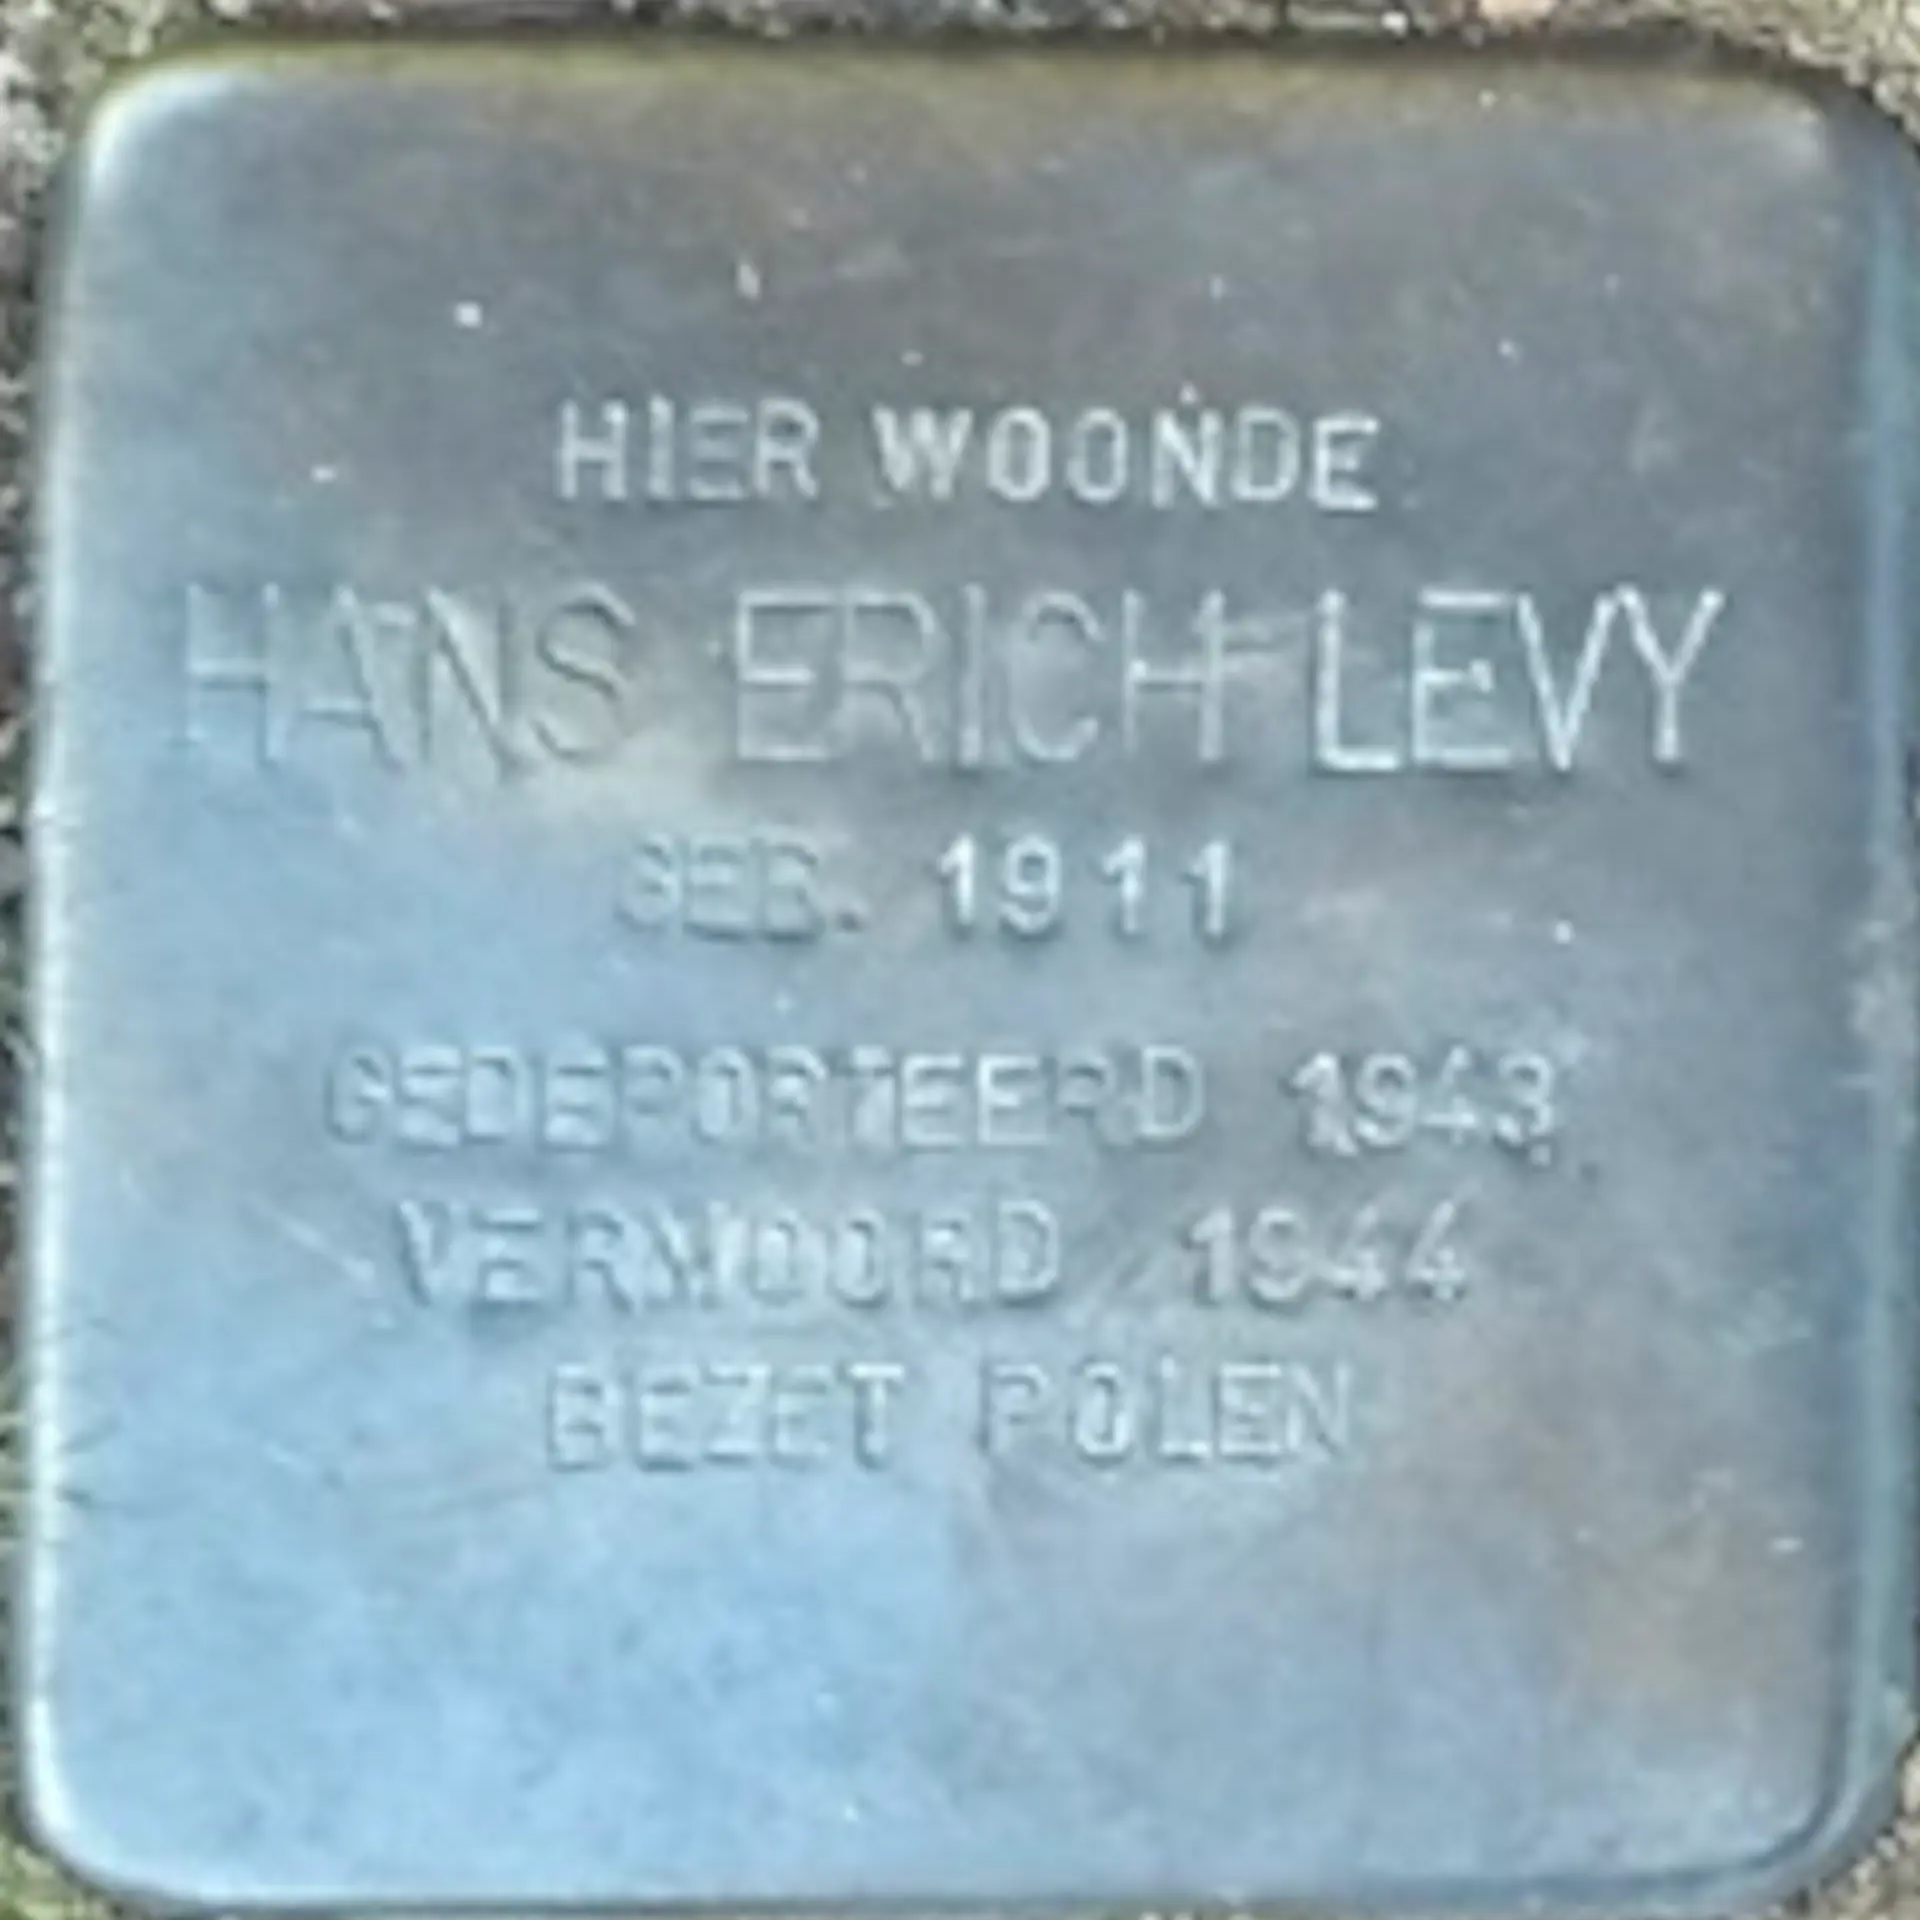 HIER WOONDE
HANS ERICH LEVY
GEB. 1911
GEDEPORTEERD 1943
VERMOORD 1944
BEZET POLEN